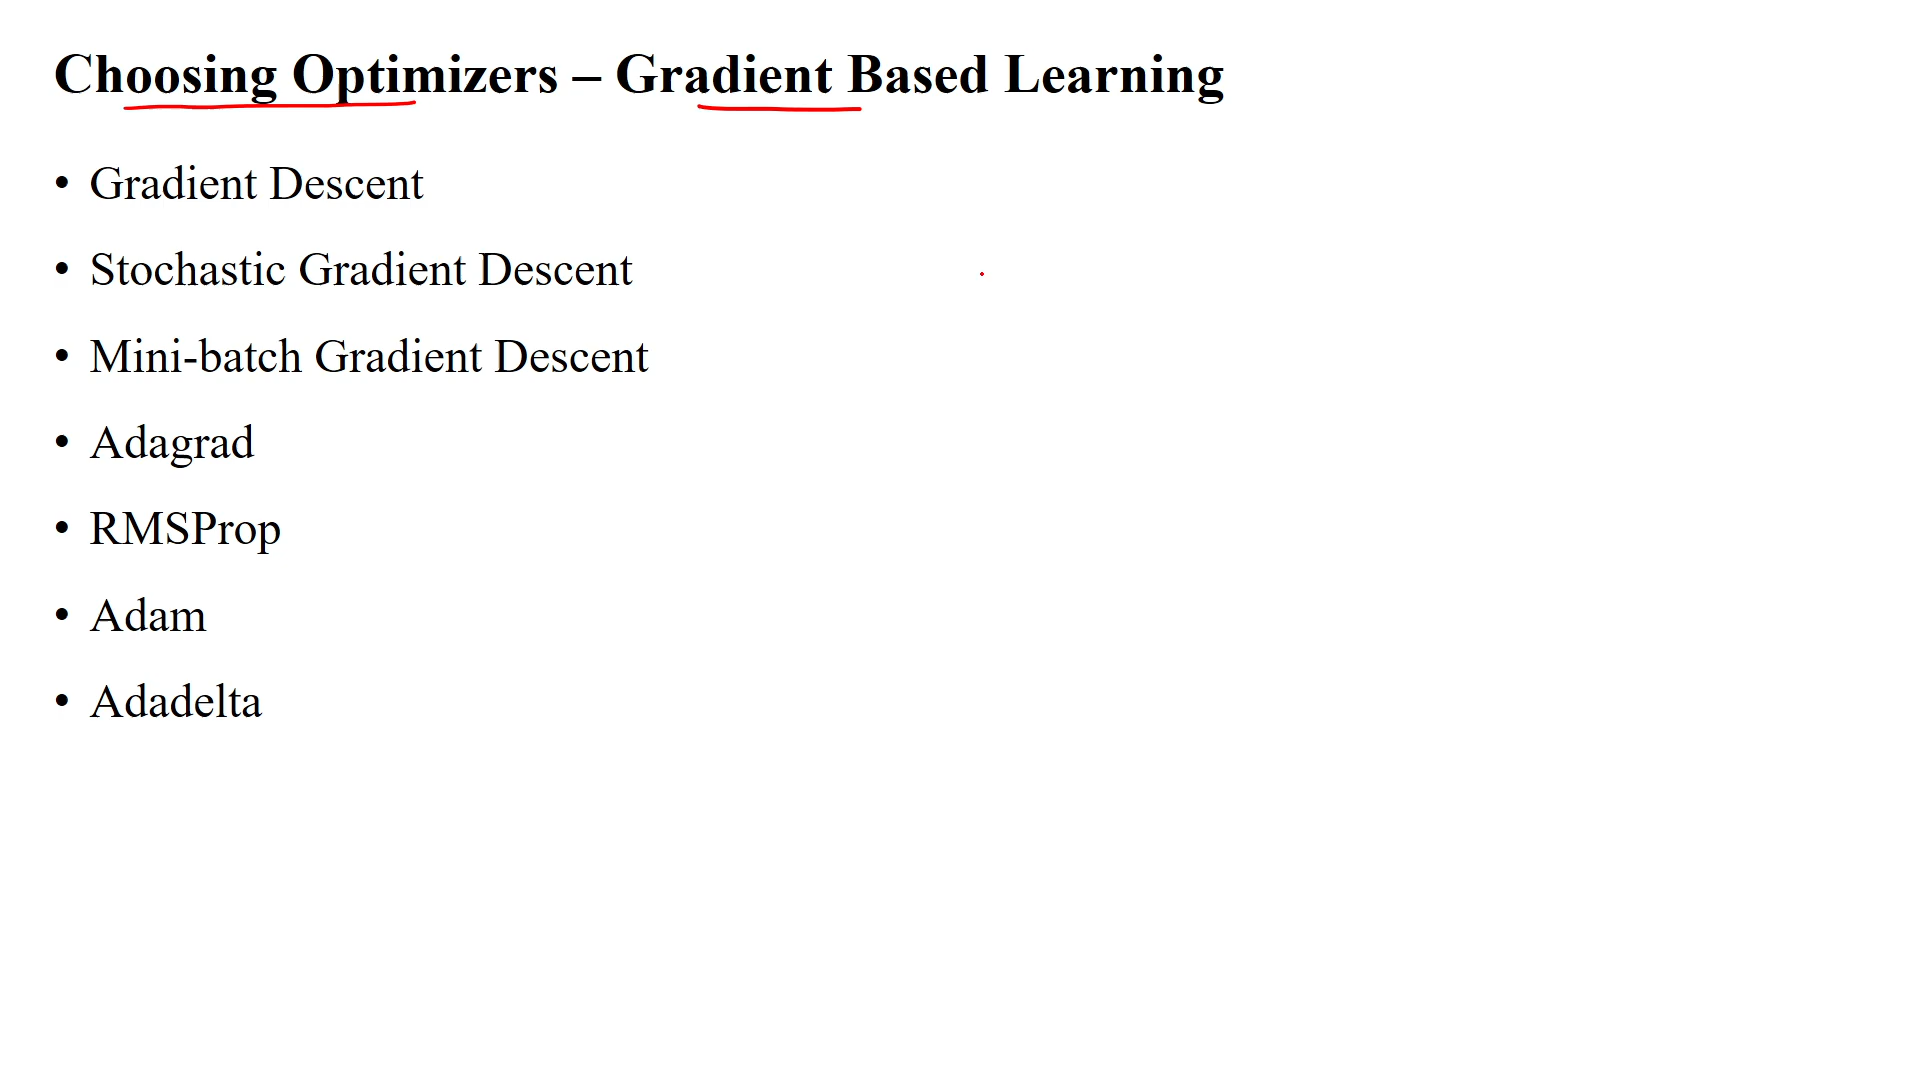 Choosing Optimizers – Gradient Based Learning
• Gradient Descent
• Stochastic Gradient Descent
• Mini-batch Gradient Descent
• Adagrad
• RMSProp
• Adam
• Adadelta